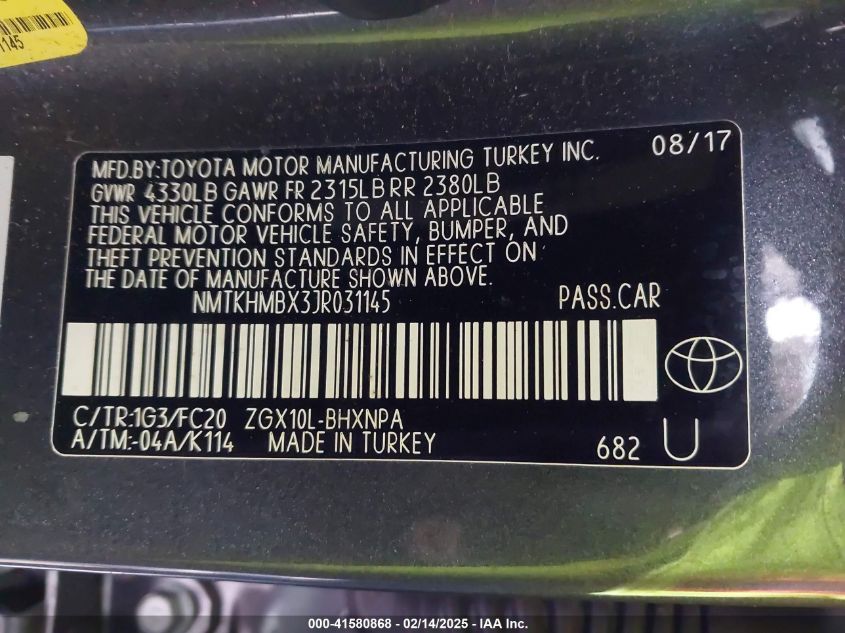 1145
MFD.BY:TOYOTA MOTOR MANUFACTURING TURKEY INC. 08/17
GVWR 4330LB GAWR FR 2315LB RR 2380LB
THIS VEHICLE CONFORMS TO ALL APPLICABLE
FEDERAL MOTOR VEHICLE SAFETY, BUMPER, AND
THEFT PREVENTION STANDARDS IN EFFECT ON
THE DATE OF MANUFACTURE SHOWN ABOVE.
NMTKHMBX3JR031145 PASS.CAR
C/TR:1G3/FC20 ZGX10L-BHXNPA
A/TM:-04A/K114 MADE IN TURKEY 682 U
000-41580868 - 02/14/2025 - IAA Inc.